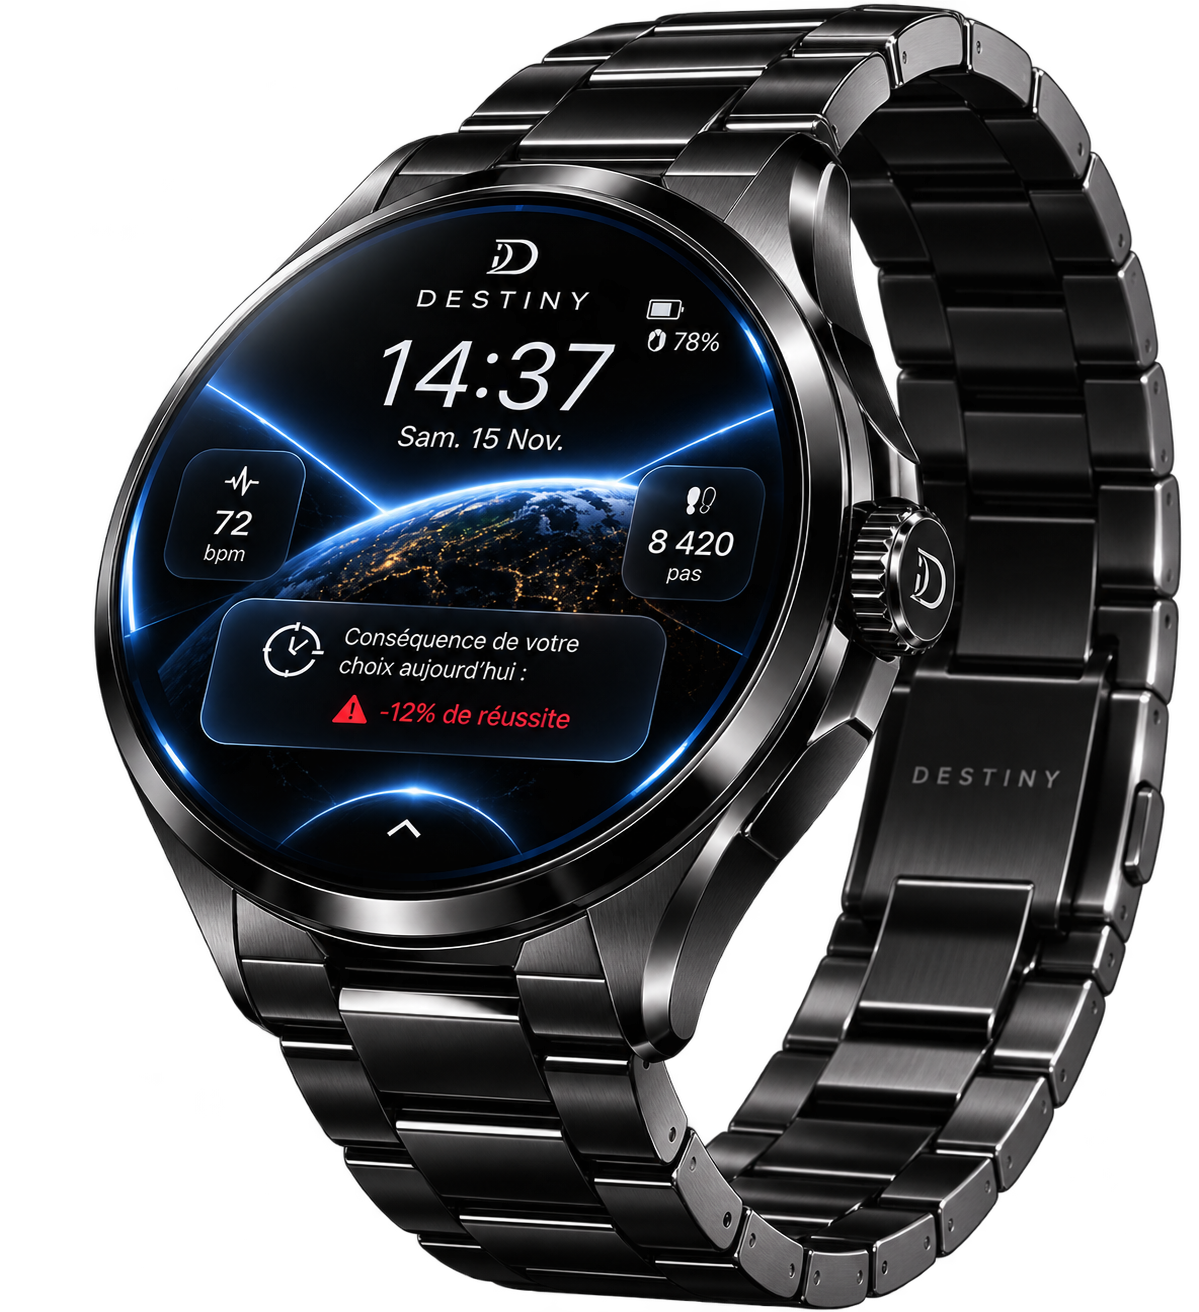 DESTINY
78%
14:37
Sam. 15 Nov.
72
bpm
8 420
pas
Conséquence de votre
choix aujourd'hui :
-12% de réussite
D
DESTINY